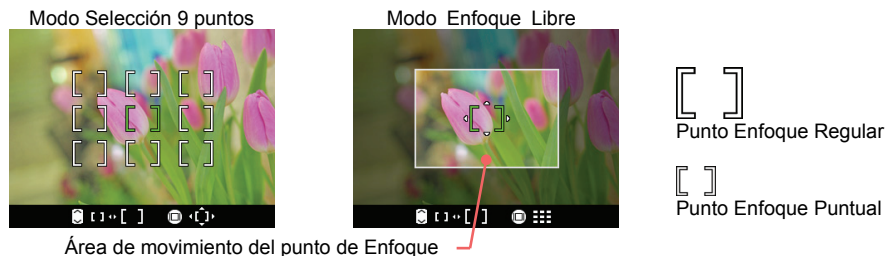 Modo Selección 9 puntos
Modo Enfoque Libre
Punto Enfoque Regular
Punto Enfoque Puntual
Área de movimiento del punto de Enfoque